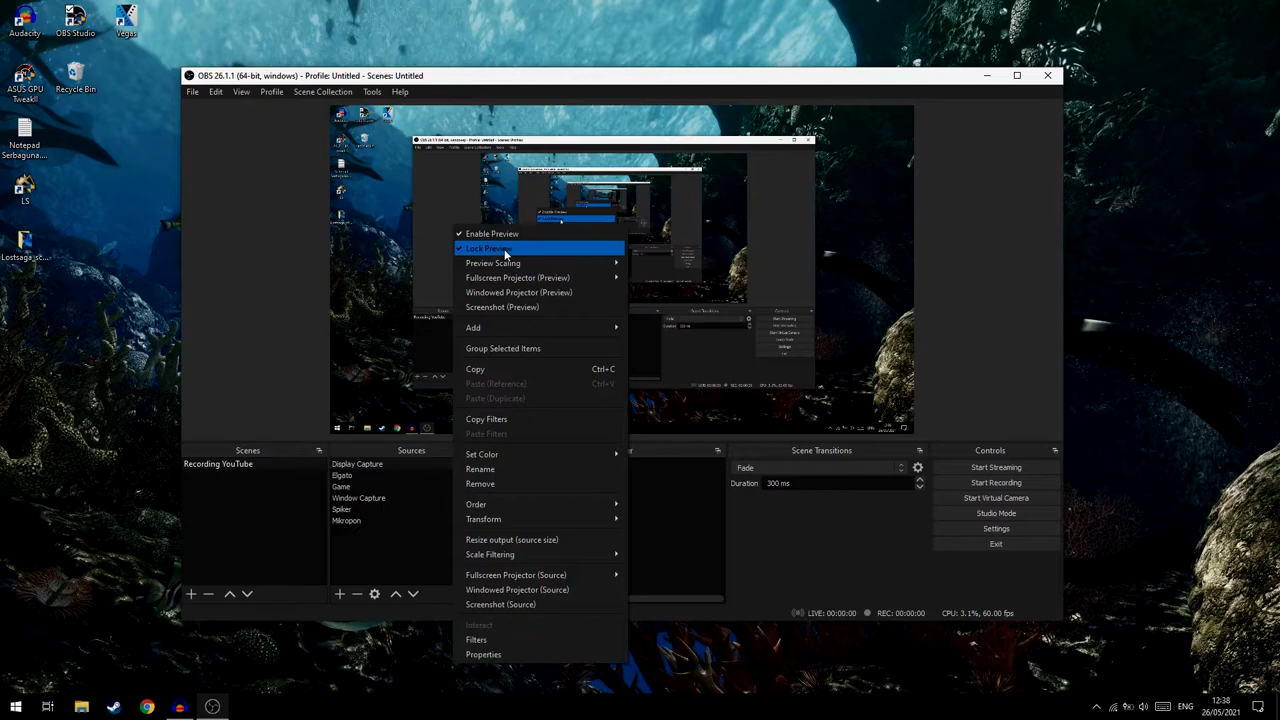 Audacity
OBS Studio
Vegas
ASUS GPU
TweakII
Recycle Bin
Notepad
Serbaguna...
LS
Lostsaga_sc...
OBS 26.1.1 (64-bit, windows) - Profile: Untitled - Scenes: Untitled
File Edit View Profile Scene Collection Tools Help
Enable Preview
Lock Preview
Preview Scaling
Fullscreen Projector (Preview)
Windowed Projector (Preview)
Screenshot (Preview)
Add
Group Selected Items
Copy Ctrl+C
Paste (Reference) Ctrl+V
Paste (Duplicate)
Copy Filters
Paste Filters
Set Color
Rename
Remove
Order
Transform
Resize output (source size)
Scale Filtering
Fullscreen Projector (Source)
Windowed Projector (Source)
Screenshot (Source)
Interact
Filters
Properties
Scenes
Recording YouTube
Sources
Display Capture
Elgato
Game
Window Capture
Spiker
Mikropon
Scene Transitions
Fade
Duration 300 ms
Controls
Start Streaming
Start Recording
Start Virtual Camera
Studio Mode
Settings
Exit
LIVE: 00:00:00 REC: 00:00:00 CPU: 3.1%, 60.00 fps
ENG
12:38
26/05/2021